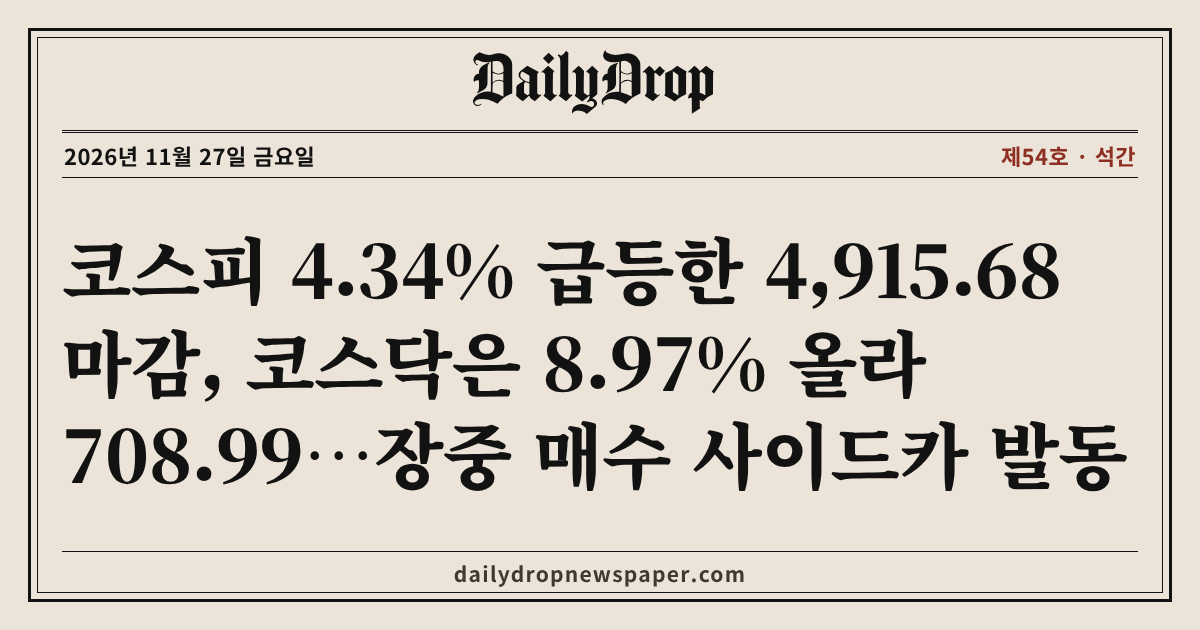 DailyDrop
2026년 11월 27일 금요일
제54호 · 석간
코스피 4.34% 급등한 4,915.68
마감, 코스닥은 8.97% 올라
708.99…장중 매수 사이드카 발동
dailydropnewspaper.com